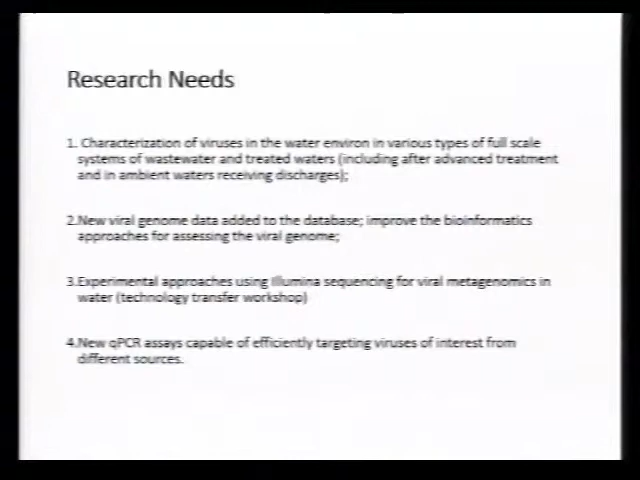 Research Needs
1. Characterization of viruses in the water environ in various types of full scale
systems of wastewater and treated waters (including after advanced treatment
and in ambient waters receiving discharges);
2.New viral genome data added to the database; improve the bioinformatics
approaches for assessing the viral genome;
3.Experimental approaches using Illumina sequencing for viral metagenomics in
water (technology transfer workshop)
4.New qPCR assays capable of efficiently targeting viruses of interest from
different sources.